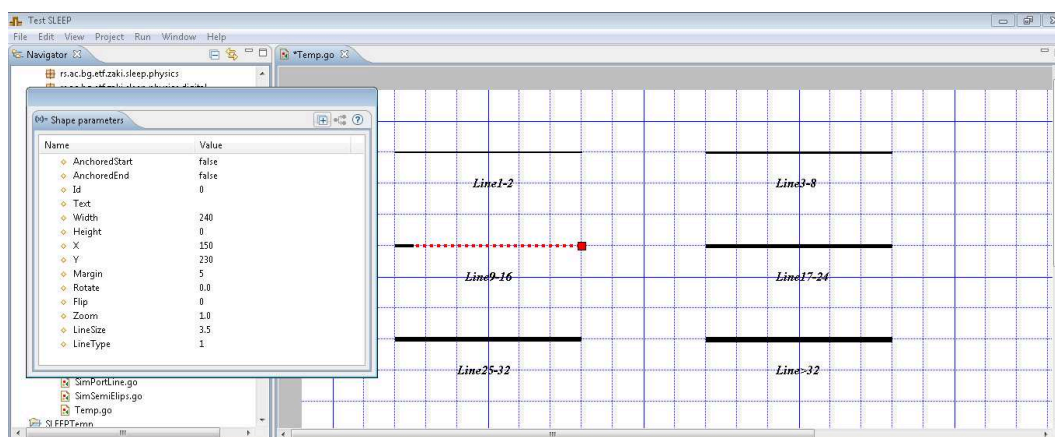 Test SLEEP
File Edit View Project Run Window Help
Navigator
*Temp.go
rs.ac.bg.etf.zaki.sleep.physics
Shape parameters
Name Value
AnchoredStart false
AnchoredEnd false
Id 0
Text
Width 240
Height 0
X 150
Y 230
Margin 5
Rotate 0.0
Flip 0
Zoom 1.0
LineSize 3.5
LineType 1
SimPortLine.go
SimSemiElips.go
Temp.go
SLEEPTemp
Line1-2
Line3-8
Line9-16
Line17-24
Line25-32
Line>32